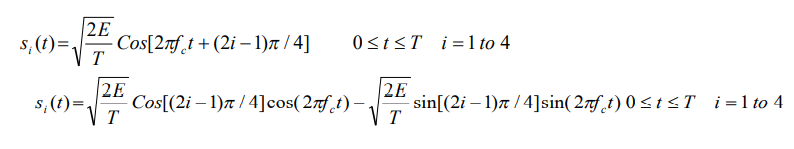 s_i(t)=√(2E/T) Cos[2πf_c t+(2i−1)π/4] 0≤t≤T i=1 to 4
s_i(t)=√(2E/T) Cos[(2i−1)π/4]cos(2πf_c t)−√(2E/T) sin[(2i−1)π/4]sin(2πf_c t) 0≤t≤T i=1 to 4